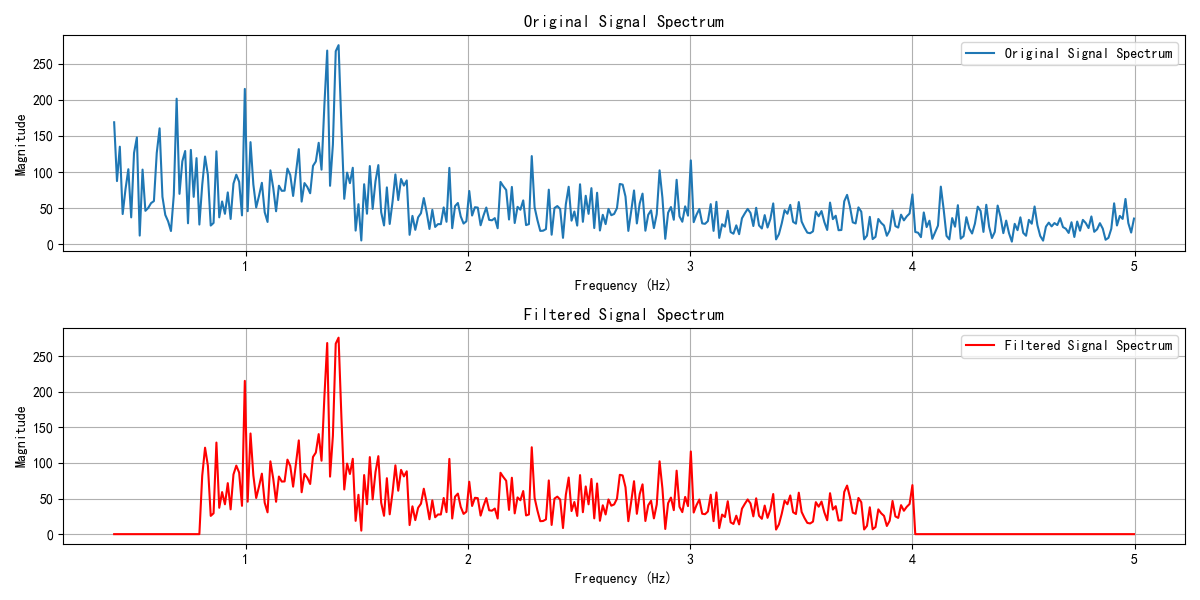 Original Signal Spectrum
Original Signal Spectrum
Magnitude
250
200
150
100
50
0
1 2 3 4 5
Frequency (Hz)
Filtered Signal Spectrum
Filtered Signal Spectrum
Magnitude
250
200
150
100
50
0
1 2 3 4 5
Frequency (Hz)